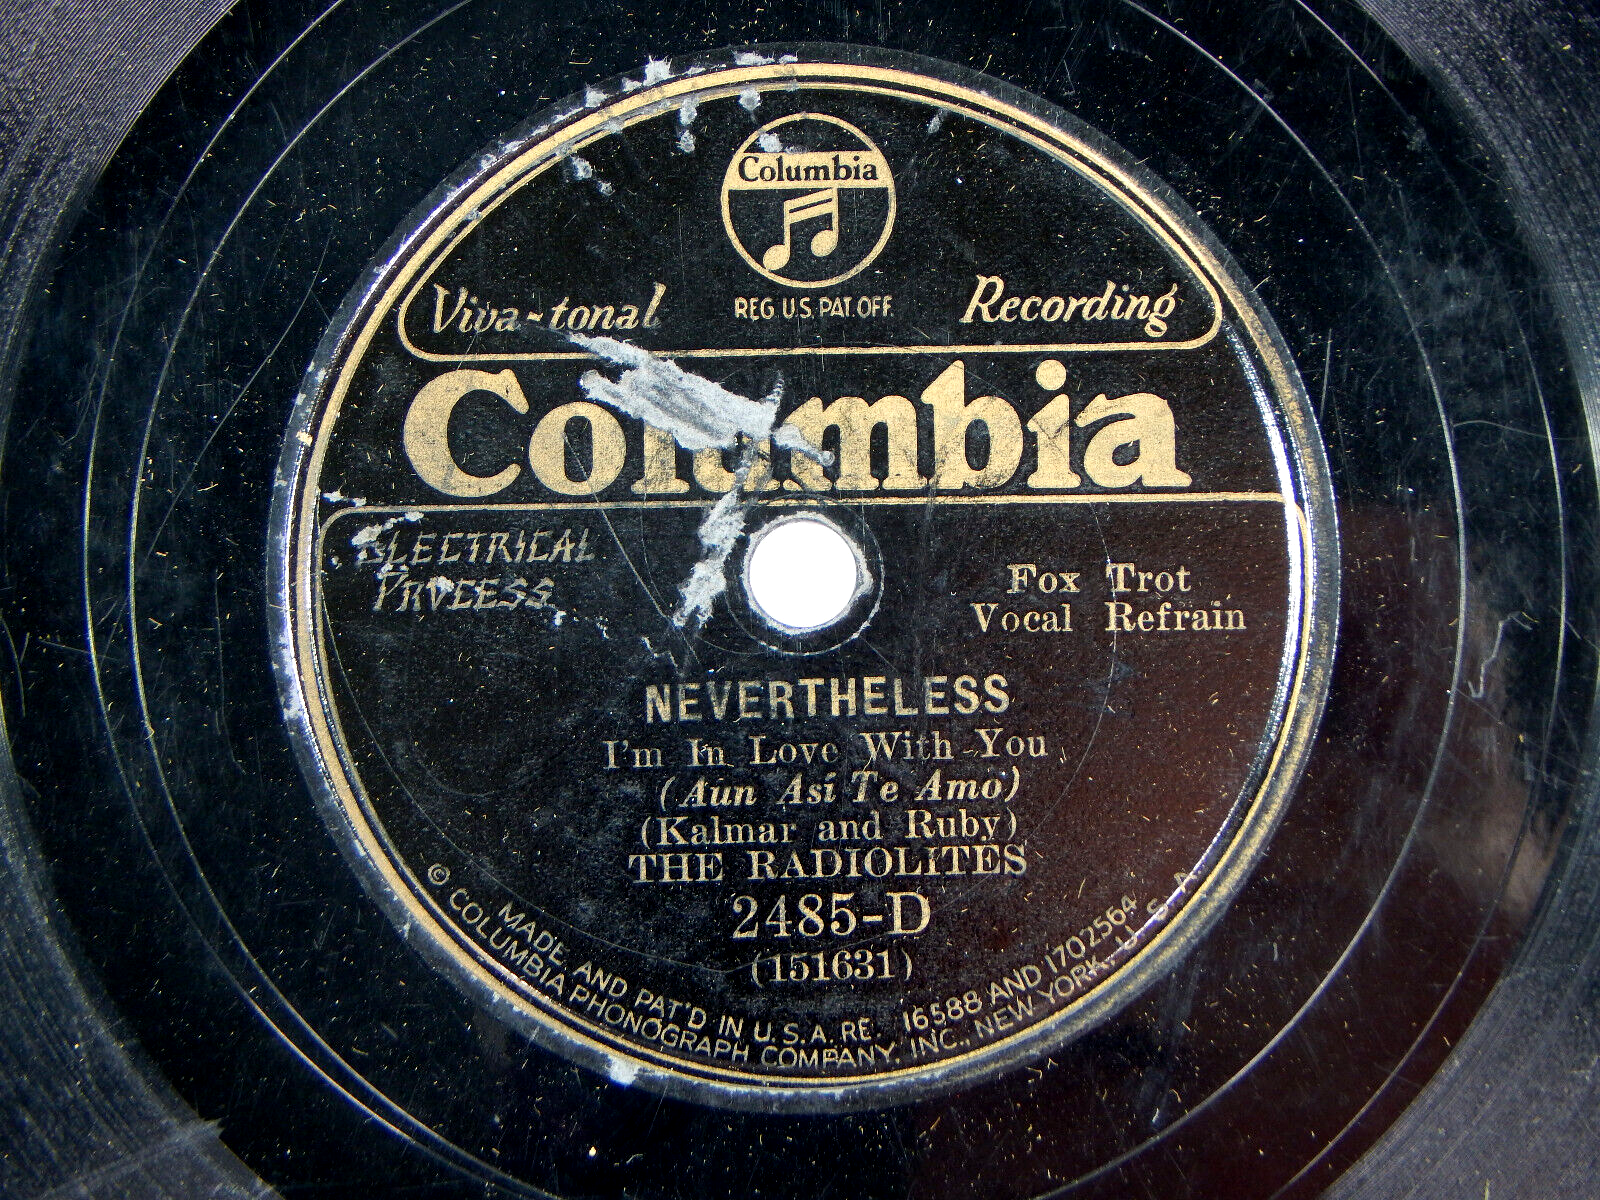 Columbia
REG. U.S. PAT. OFF.
Viva-tonal Recording
Columbia
ELECTRICAL
PROCESS
Fox Trot
Vocal Refrain
NEVERTHELESS
I'm In Love With You
(Aun Asi Te Amo)
(Kalmar and Ruby)
THE RADIOLITES
2485-D
(151631)
MADE AND PAT'D IN U.S.A. RE. 16588 AND 1702564
© COLUMBIA PHONOGRAPH COMPANY, INC., NEW YORK, U.S.A.